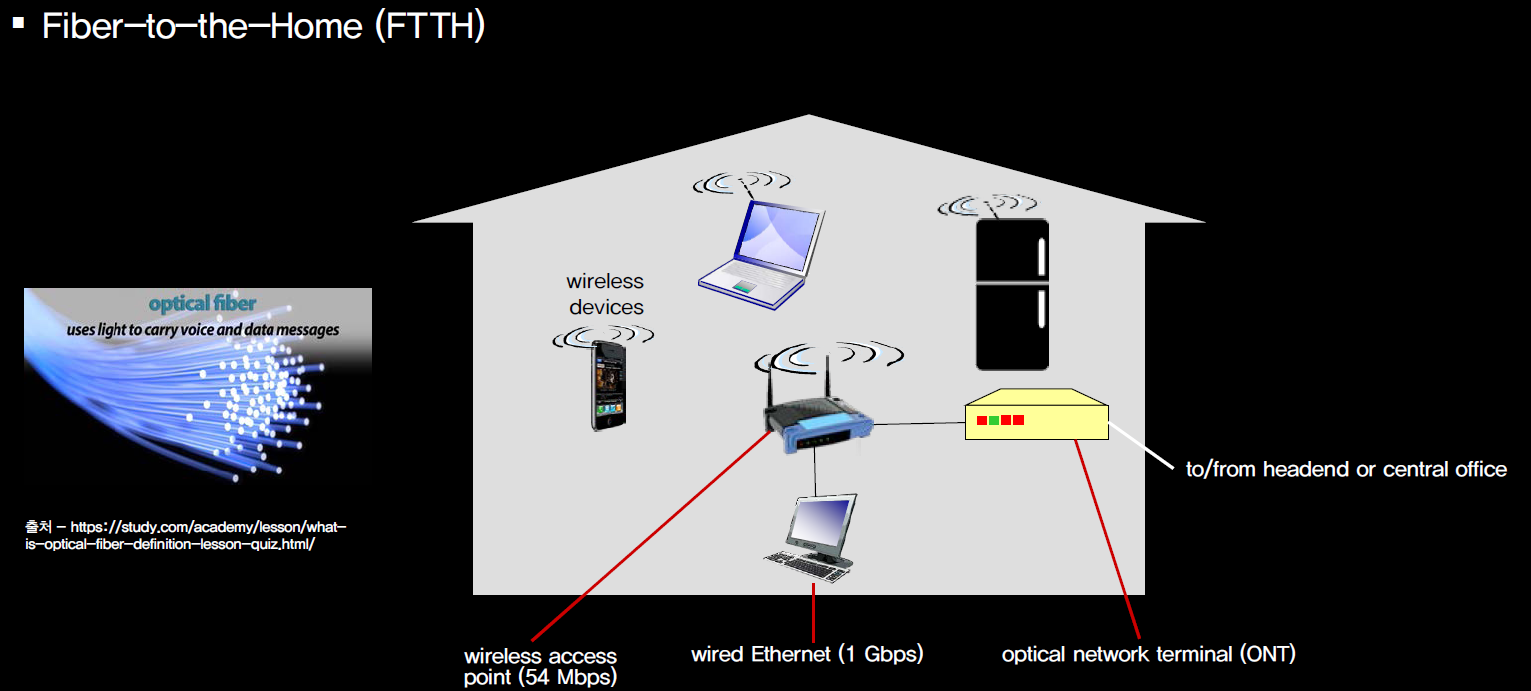 Fiber-to-the-Home (FTTH)
optical fiber
uses light to carry voice and data messages
출처 - https://study.com/academy/lesson/what-
is-optical-fiber-definition-lesson-quiz.html/
wireless
devices
to/from headend or central office
wireless access
point (54 Mbps)
wired Ethernet (1 Gbps)
optical network terminal (ONT)